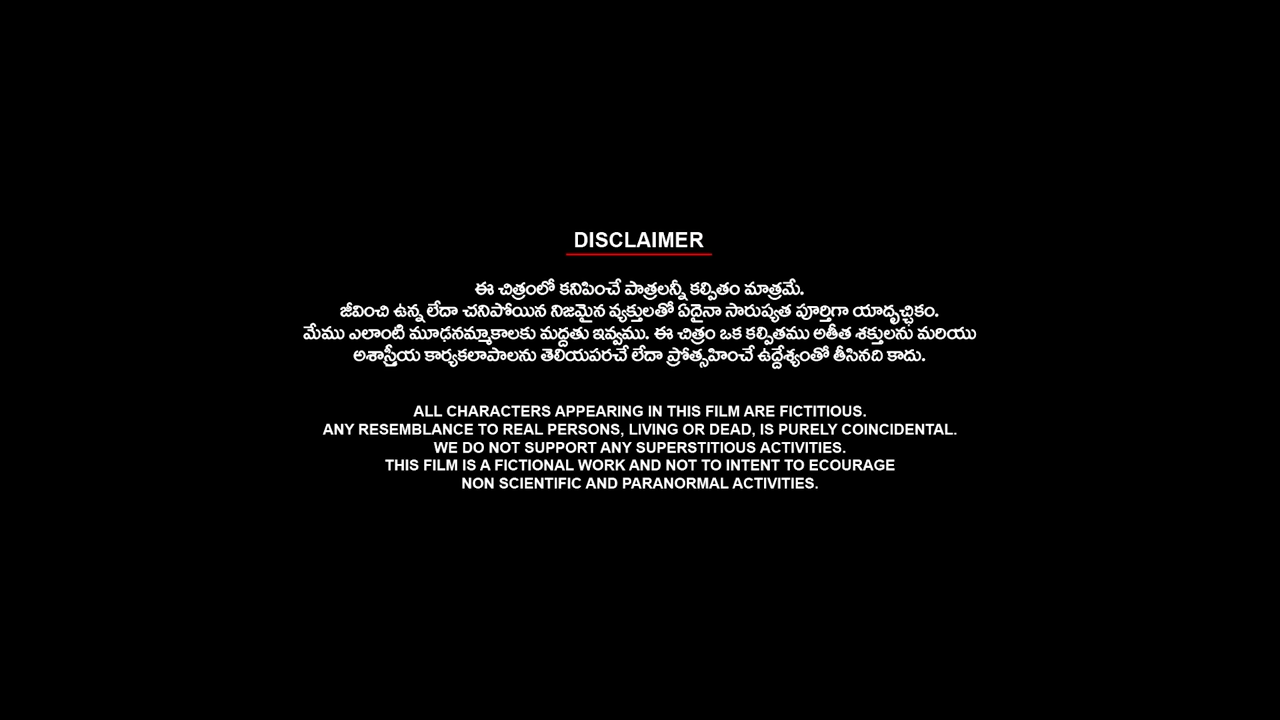 DISCLAIMER
ఈ చిత్రంలో కనిపించే పాత్రలన్నీ కల్పితం మాత్రమే.
జీవించి ఉన్న లేదా చనిపోయిన నిజమైన వ్యక్తులతో ఏదైనా సారుప్యత పూర్తిగా యాదృచ్ఛికం.
మేము ఎలాంటి మూఢనమ్మాకాలకు మద్దతు ఇవ్వము. ఈ చిత్రం ఒక కల్పితము అతీత శక్తులను మరియు
అశాస్త్రీయ కార్యకలాపాలను తెలియపరచే లేదా ప్రోత్సహించే ఉద్దేశ్యంతో తీసినది కాదు.
ALL CHARACTERS APPEARING IN THIS FILM ARE FICTITIOUS.
ANY RESEMBLANCE TO REAL PERSONS, LIVING OR DEAD, IS PURELY COINCIDENTAL.
WE DO NOT SUPPORT ANY SUPERSTITIOUS ACTIVITIES.
THIS FILM IS A FICTIONAL WORK AND NOT TO INTENT TO ECOURAGE
NON SCIENTIFIC AND PARANORMAL ACTIVITIES.